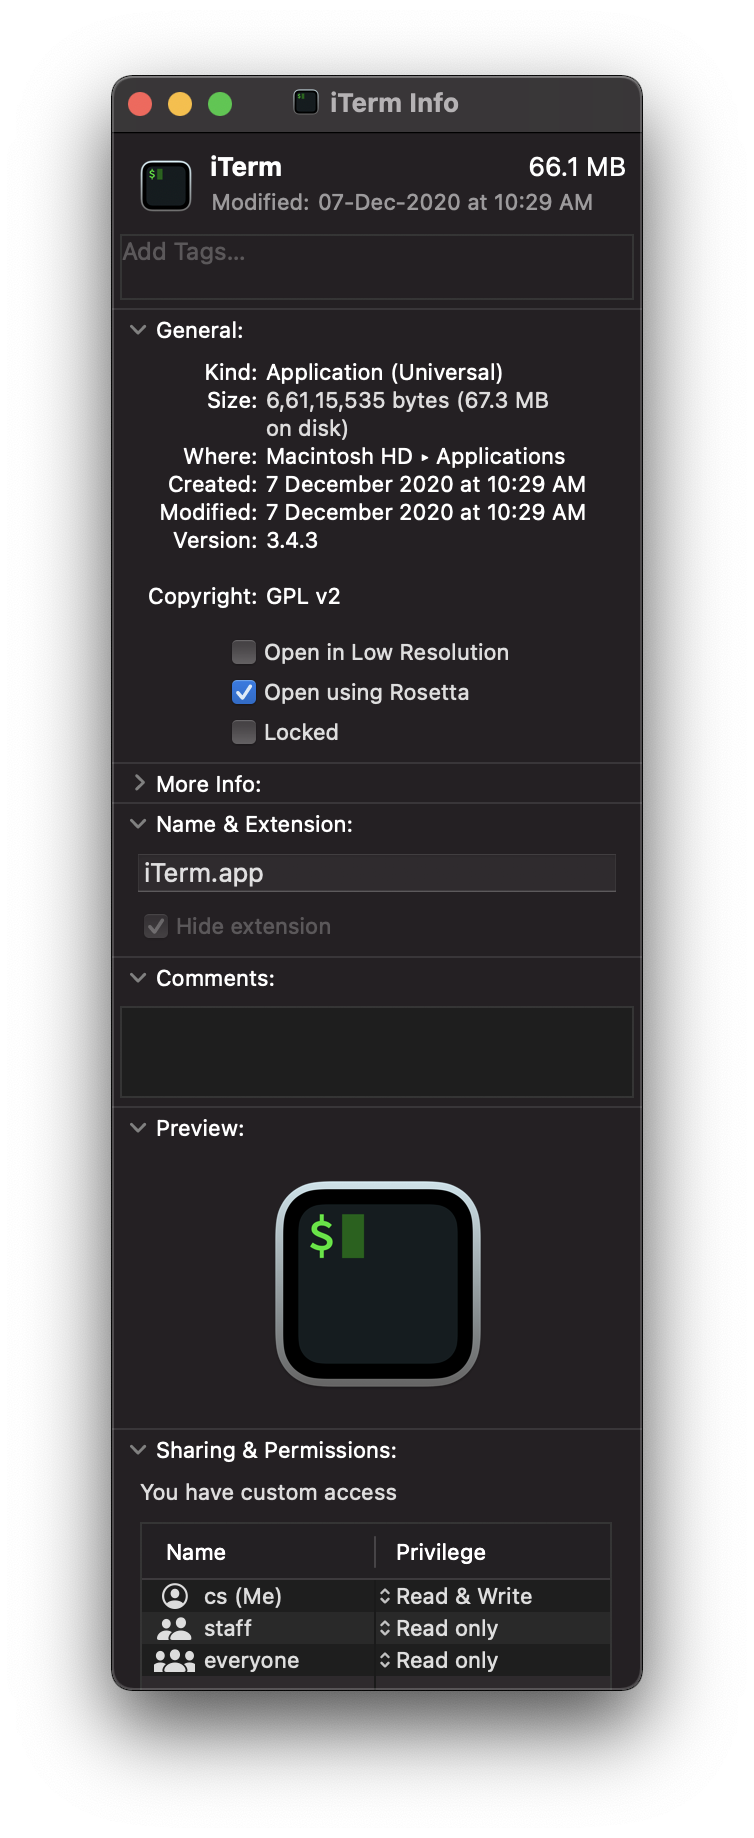 iTerm Info
iTerm 66.1 MB
Modified: 07-Dec-2020 at 10:29 AM
Add Tags...
General:
Kind: Application (Universal)
Size: 6,61,15,535 bytes (67.3 MB
on disk)
Where: Macintosh HD ▸ Applications
Created: 7 December 2020 at 10:29 AM
Modified: 7 December 2020 at 10:29 AM
Version: 3.4.3
Copyright: GPL v2
Open in Low Resolution
Open using Rosetta
Locked
More Info:
Name & Extension:
iTerm.app
Hide extension
Comments:
Preview:
$
Sharing & Permissions:
You have custom access
Name Privilege
cs (Me) Read & Write
staff Read only
everyone Read only